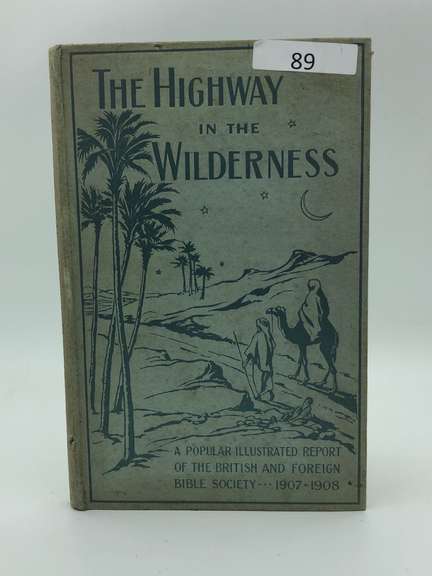 89
THE HIGHWAY
IN THE
WILDERNESS
A POPULAR ILLUSTRATED REPORT
OF THE BRITISH AND FOREIGN
BIBLE SOCIETY ··· 1907-1908